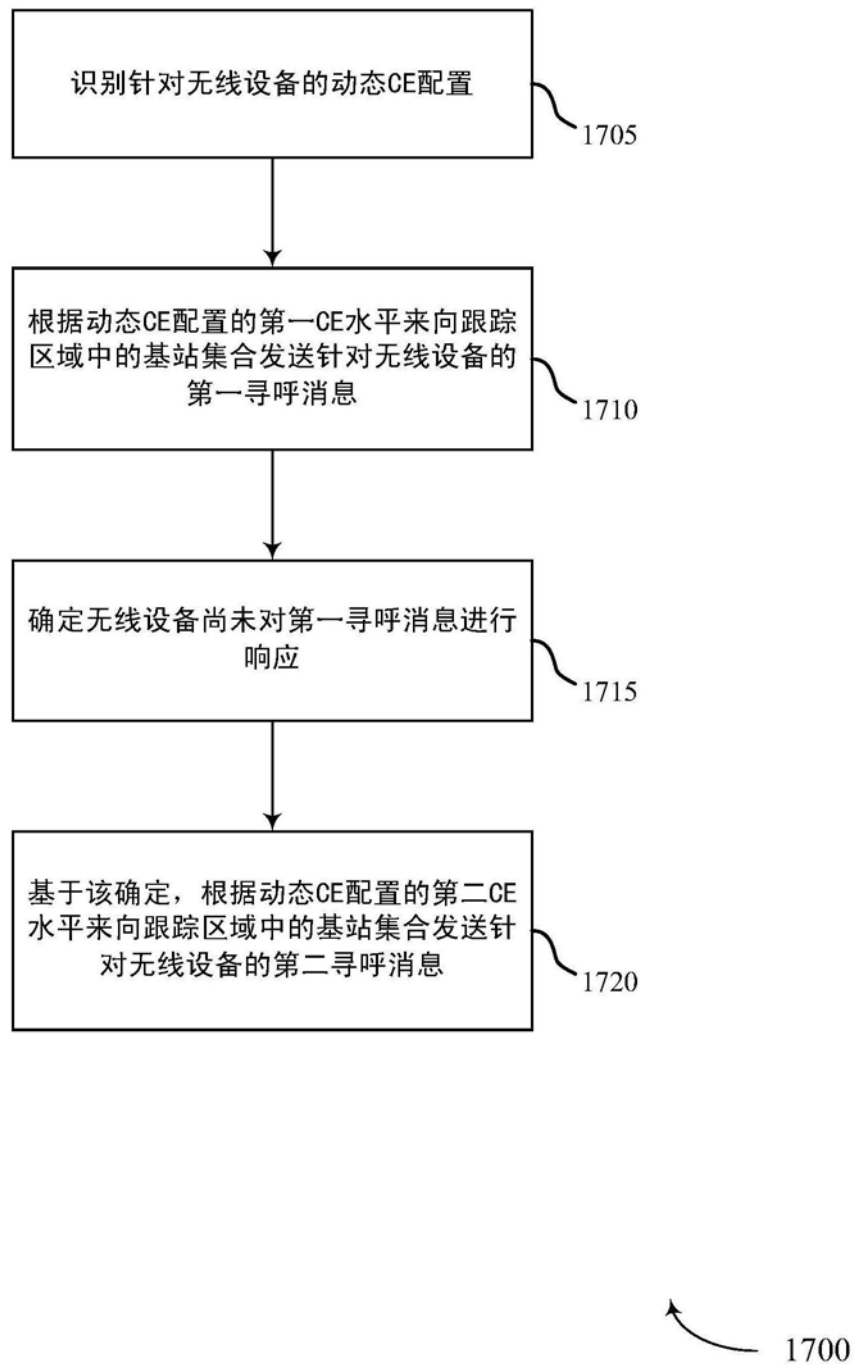 识别针对无线设备的动态CE配置
1705
根据动态CE配置的第一CE水平来向跟踪
区域中的基站集合发送针对无线设备的
第一寻呼消息
1710
确定无线设备尚未对第一寻呼消息进行
响应
1715
基于该确定，根据动态CE配置的第二CE
水平来向跟踪区域中的基站集合发送针
对无线设备的第二寻呼消息
1720
1700